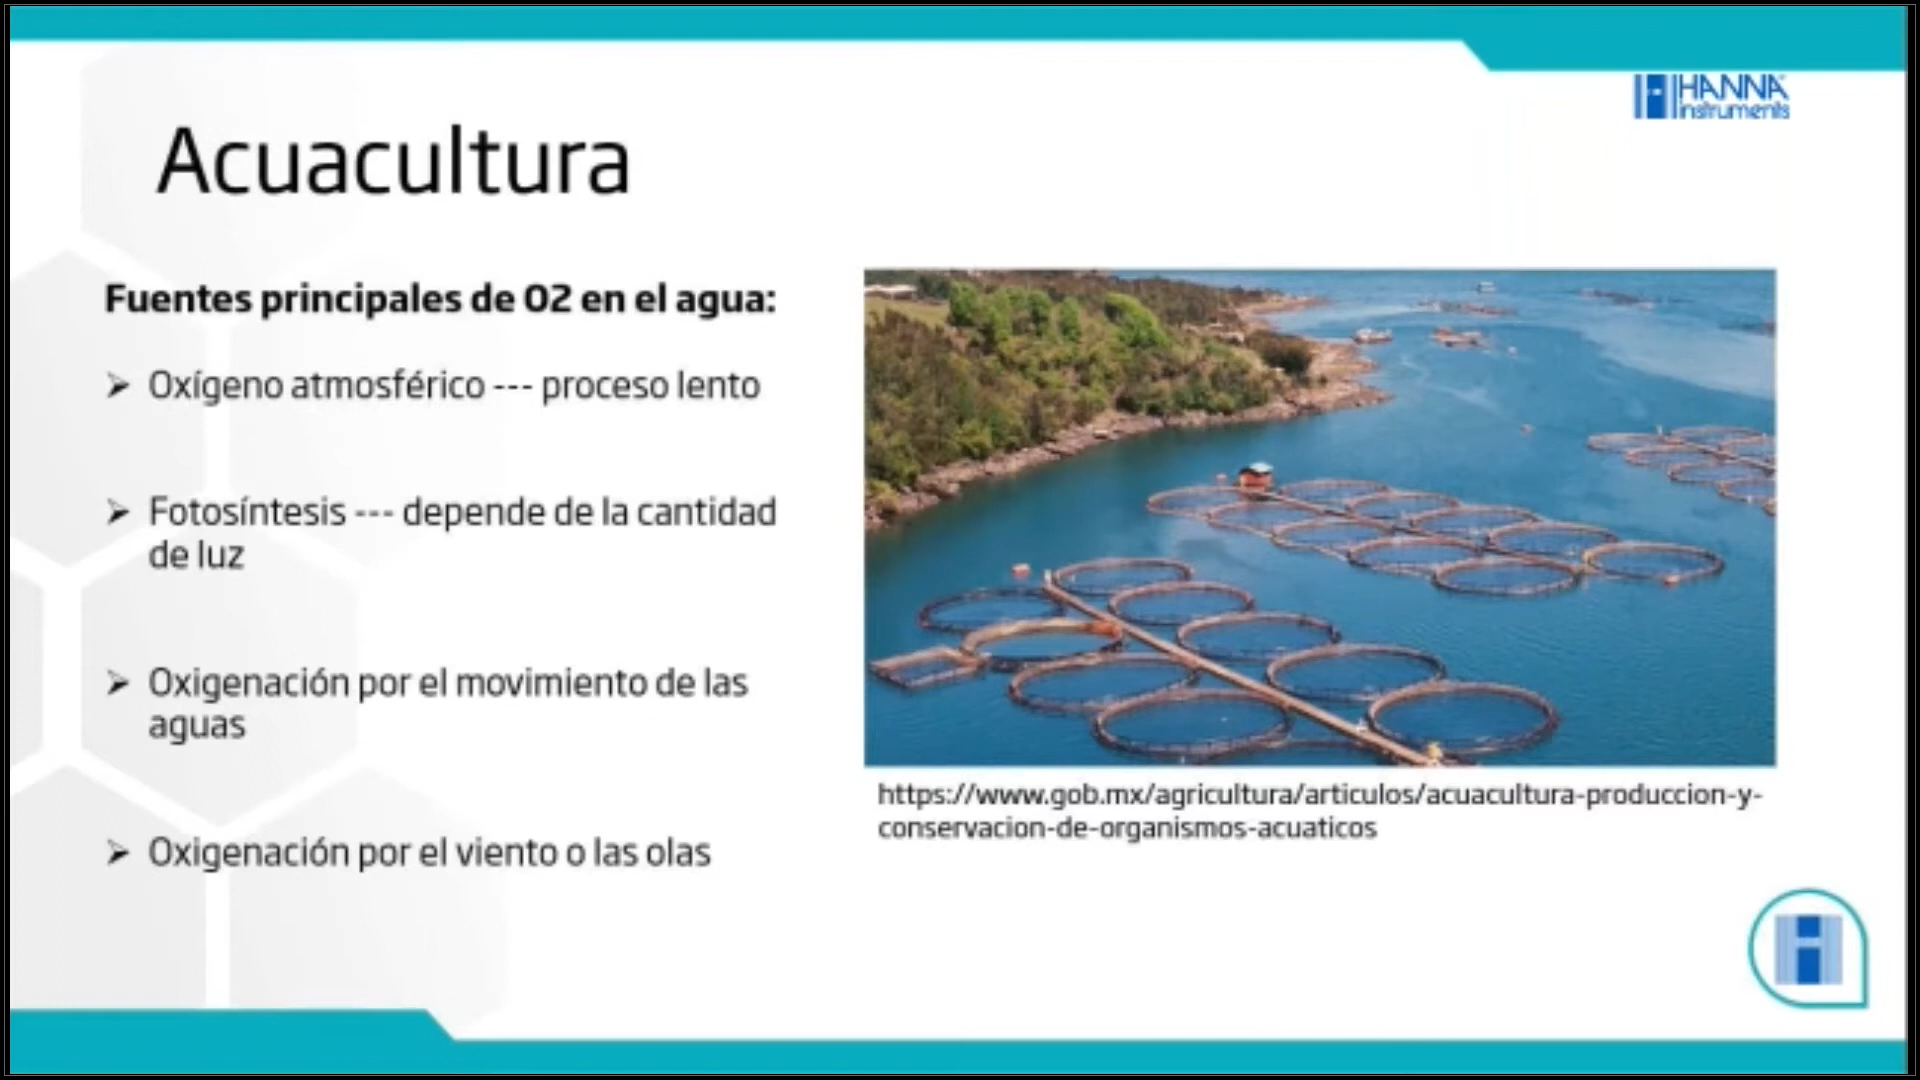 HANNA
instruments
Acuacultura
Fuentes principales de O2 en el agua:
➢ Oxígeno atmosférico --- proceso lento
➢ Fotosíntesis --- depende de la cantidad
de luz
➢ Oxigenación por el movimiento de las
aguas
➢ Oxigenación por el viento o las olas
https://www.gob.mx/agricultura/articulos/acuacultura-produccion-y-
conservacion-de-organismos-acuaticos